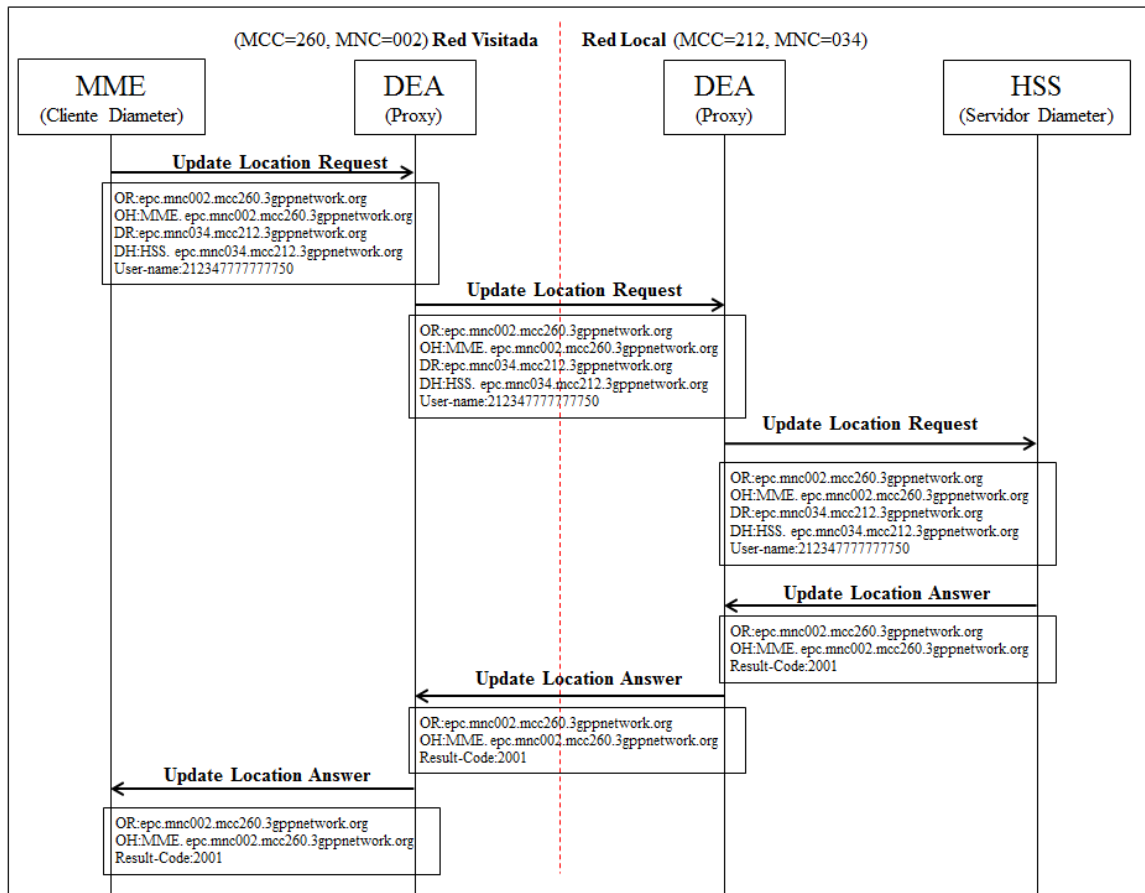 (MCC=260, MNC=002) Red Visitada
Red Local (MCC=212, MNC=034)
MME
(Cliente Diameter)
DEA
(Proxy)
DEA
(Proxy)
HSS
(Servidor Diameter)
Update Location Request
OR:epc.mnc002.mcc260.3gppnetwork.org
OH:MME. epc.mnc002.mcc260.3gppnetwork.org
DR:epc.mnc034.mcc212.3gppnetwork.org
DH:HSS. epc.mnc034.mcc212.3gppnetwork.org
User-name:212347777777750
Update Location Request
OR:epc.mnc002.mcc260.3gppnetwork.org
OH:MME. epc.mnc002.mcc260.3gppnetwork.org
DR:epc.mnc034.mcc212.3gppnetwork.org
DH:HSS. epc.mnc034.mcc212.3gppnetwork.org
User-name:212347777777750
Update Location Request
OR:epc.mnc002.mcc260.3gppnetwork.org
OH:MME. epc.mnc002.mcc260.3gppnetwork.org
DR:epc.mnc034.mcc212.3gppnetwork.org
DH:HSS. epc.mnc034.mcc212.3gppnetwork.org
User-name:212347777777750
Update Location Answer
OR:epc.mnc002.mcc260.3gppnetwork.org
OH:MME. epc.mnc002.mcc260.3gppnetwork.org
Result-Code:2001
Update Location Answer
OR:epc.mnc002.mcc260.3gppnetwork.org
OH:MME. epc.mnc002.mcc260.3gppnetwork.org
Result-Code:2001
Update Location Answer
OR:epc.mnc002.mcc260.3gppnetwork.org
OH:MME. epc.mnc002.mcc260.3gppnetwork.org
Result-Code:2001